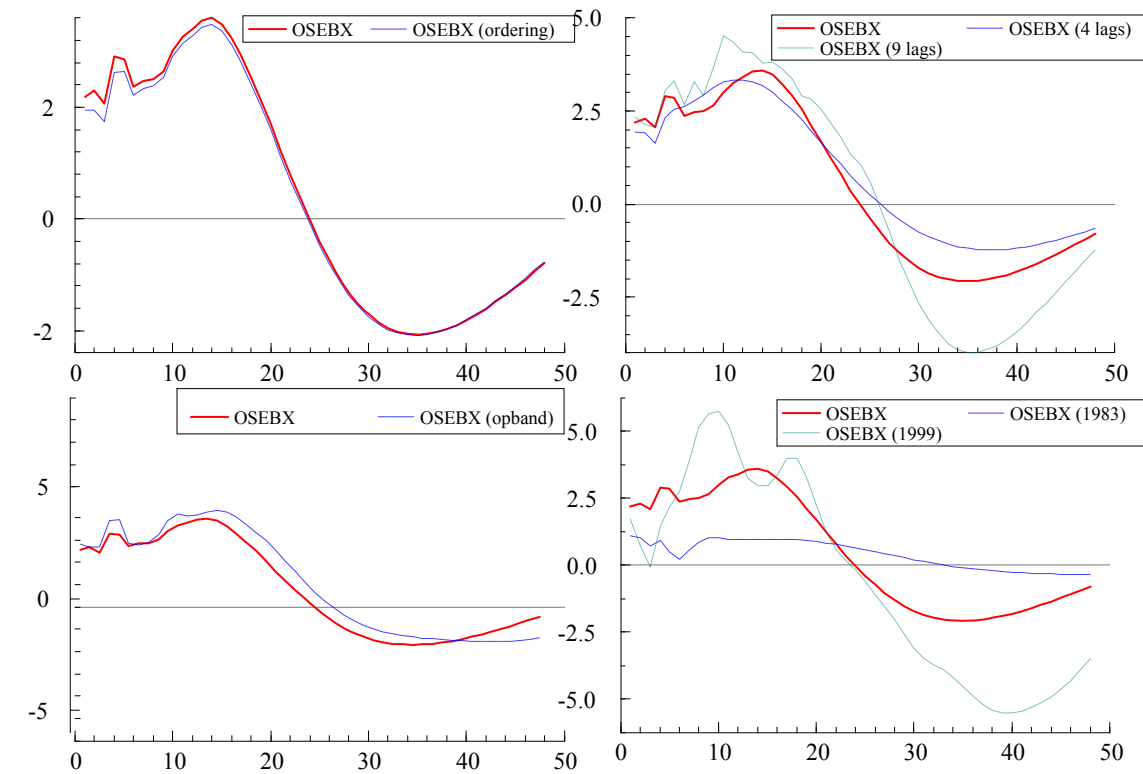 OSEBX OSEBX (ordering)
2
0
-2
0 10 20 30 40 50
OSEBX OSEBX (4 lags)
OSEBX (9 lags)
5.0
2.5
0.0
-2.5
0 10 20 30 40 50
OSEBX OSEBX (opband)
5
0
-5
0 10 20 30 40 50
OSEBX OSEBX (1983)
OSEBX (1999)
5.0
2.5
0.0
-2.5
-5.0
0 10 20 30 40 50